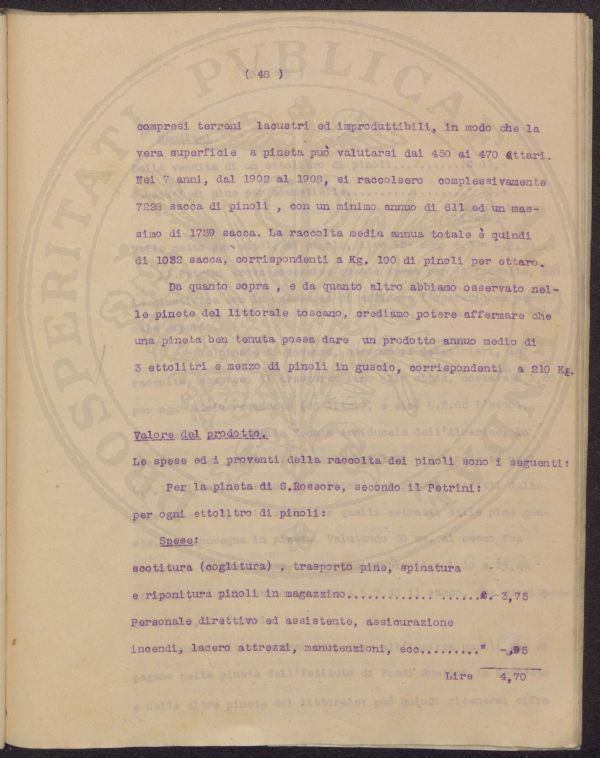 ( 48 )
compresi terreni lacustri ed improduttibili, in modo che la
vera superficie a pineta può valutarsi dai 450 ai 470 ettari.
Nei 7 anni, dal 1902 al 1908, si raccolsero complessivamente
7228 sacca di pinoli , con un minimo annuo di 611 ed un mas-
simo di 1739 sacca. La raccolta media annua totale è quindi
di 1032 sacca, corrispondenti a Kg. 100 di pinoli per ettaro.
Da quanto sopra , e da quanto altro abbiamo osservato nel-
le pinete del littorale toscano, crediamo potere affermare che
una pineta ben tenuta possa dare un prodotto annuo medio di
3 ettolitri e mezzo di pinoli in guscio, corrispondenti a 210 Kg.
Valore del prodotto.
Le spese ed i proventi della raccolta dei pinoli sono i seguenti:
Per la pineta di S.Rossore, secondo il Petrini:
per ogni ettolitro di pinoli:
Spese:
scotitura (coglitura) , trasporto pine, spinatura
e riponitura pinoli in magazzino.................... £. 3,75
Personale direttivo ed assistente, assicurazione
incendi, lacero attrezzi, manutenzioni, ecc.........." -,95
Lire 4,70
PROSPERITATI PUBLICAE